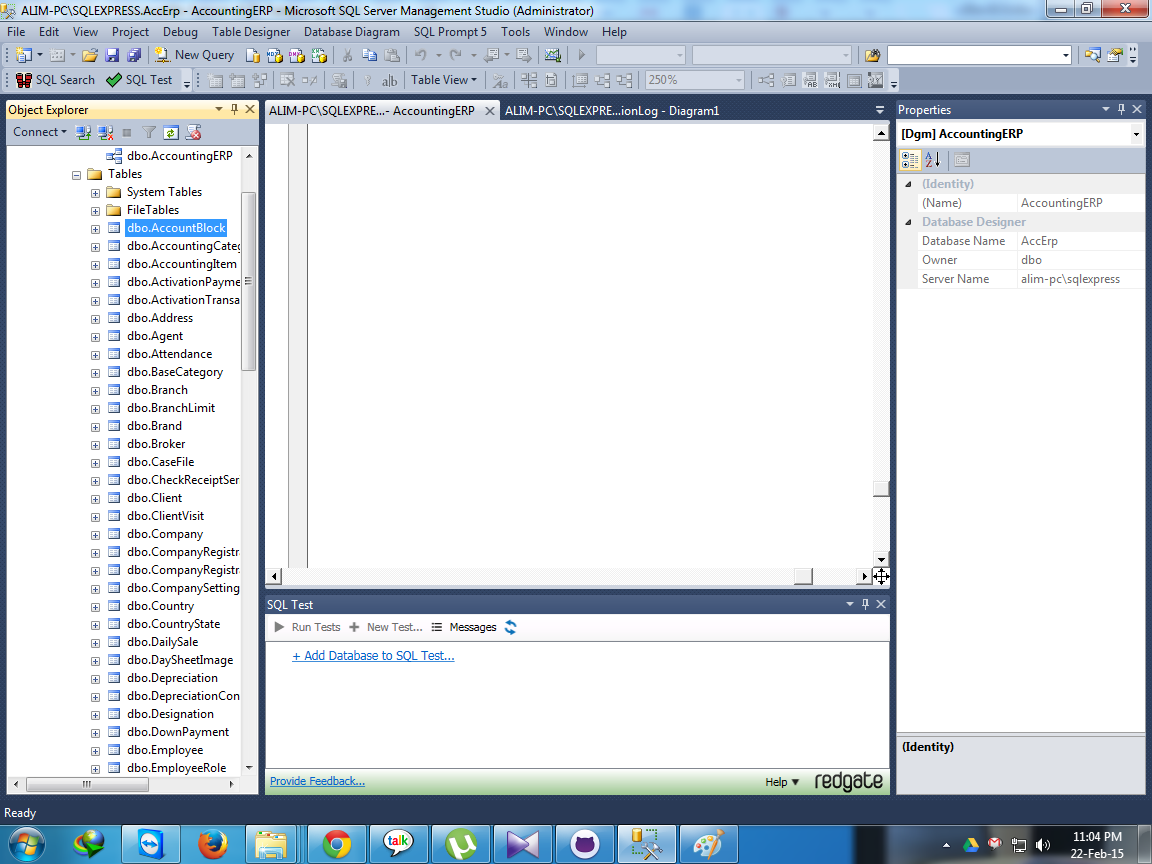 ALIM-PC\SQLEXPRESS.AccErp - AccountingERP - Microsoft SQL Server Management Studio (Administrator)
File Edit View Project Debug Table Designer Database Diagram SQL Prompt 5 Tools Window Help
New Query
SQL Search SQL Test Table View 250%
Object Explorer
Connect
dbo.AccountingERP
Tables
System Tables
FileTables
dbo.AccountBlock
dbo.AccountingCateg
dbo.AccountingItem
dbo.ActivationPayme
dbo.ActivationTransa
dbo.Address
dbo.Agent
dbo.Attendance
dbo.BaseCategory
dbo.Branch
dbo.BranchLimit
dbo.Brand
dbo.Broker
dbo.CaseFile
dbo.CheckReceiptSer
dbo.Client
dbo.ClientVisit
dbo.Company
dbo.CompanyRegistr
dbo.CompanyRegistr
dbo.CompanySetting
dbo.Country
dbo.CountryState
dbo.DailySale
dbo.DaySheetImage
dbo.Depreciation
dbo.DepreciationCon
dbo.Designation
dbo.DownPayment
dbo.Employee
dbo.EmployeeRole
ALIM-PC\SQLEXPRE...- AccountingERP ALIM-PC\SQLEXPRE...ionLog - Diagram1
SQL Test
Run Tests New Test... Messages
+ Add Database to SQL Test...
Provide Feedback... Help redgate
Properties
[Dgm] AccountingERP
(Identity)
(Name) AccountingERP
Database Designer
Database Name AccErp
Owner dbo
Server Name alim-pc\sqlexpress
(Identity)
Ready
talk
11:04 PM
22-Feb-15